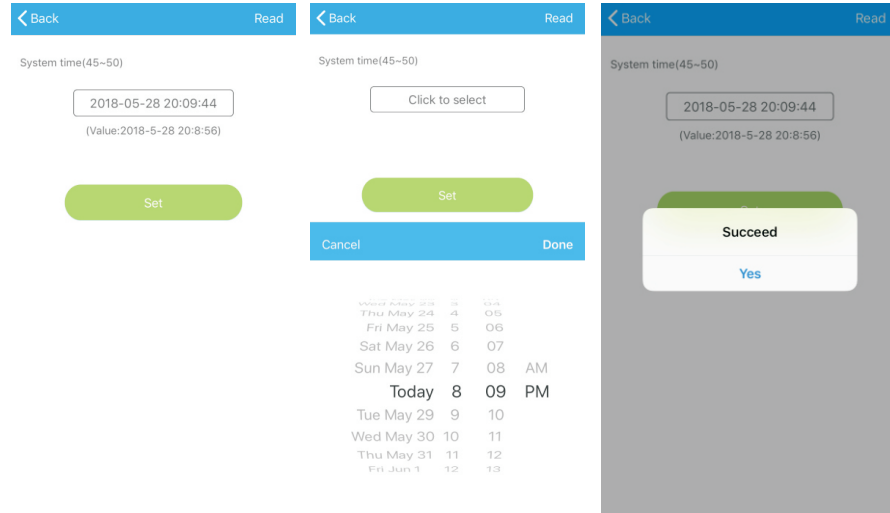 Back Read
System time(45~50)
2018-05-28 20:09:44
(Value:2018-5-28 20:8:56)
Set
Back Read
System time(45~50)
Click to select
Set
Cancel Done
Wed May 23 3 04
Thu May 24 4 05
Fri May 25 5 06
Sat May 26 6 07
Sun May 27 7 08 AM
Today 8 09 PM
Tue May 29 9 10
Wed May 30 10 11
Thu May 31 11 12
Fri Jun 1 12 13
Back Read
System time(45~50)
2018-05-28 20:09:44
(Value:2018-5-28 20:8:56)
Succeed
Yes